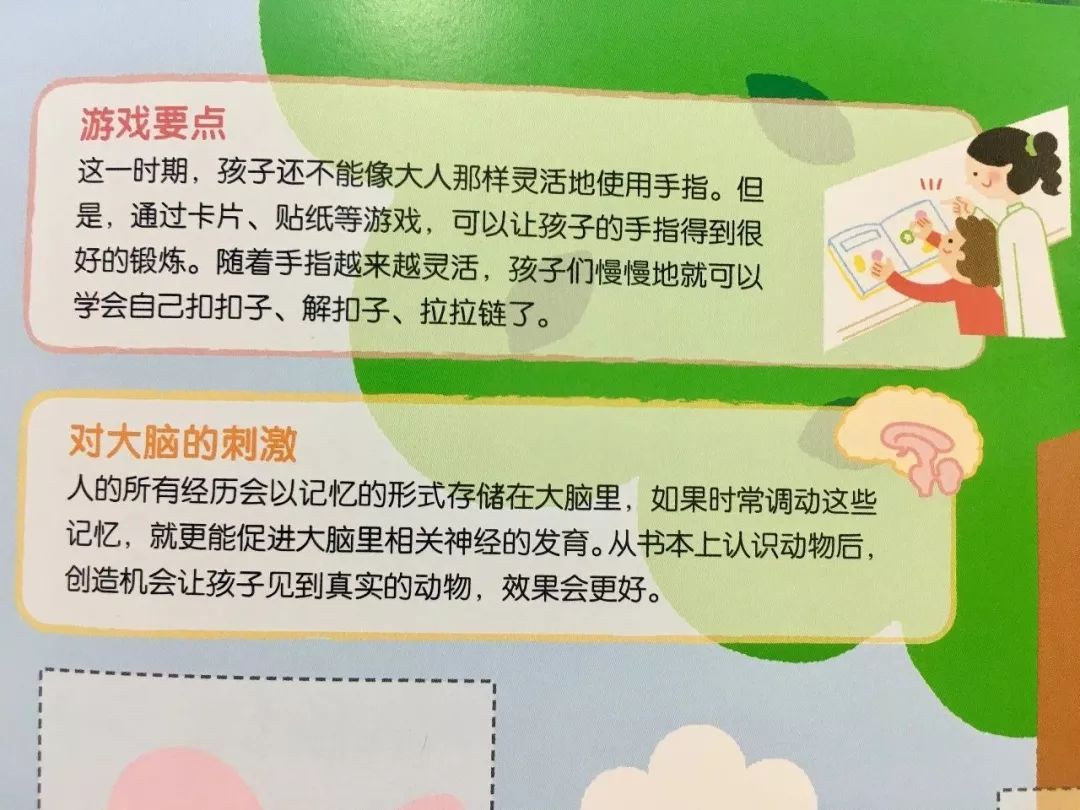 游戏要点
这一时期，孩子还不能像大人那样灵活地使用手指。但
是，通过卡片、贴纸等游戏，可以让孩子的手指得到很
好的锻炼。随着手指越来越灵活，孩子们慢慢地就可以
学会自己扣扣子、解扣子、拉拉链了。
对大脑的刺激
人的所有经历会以记忆的形式存储在大脑里，如果时常调动这些
记忆，就更能促进大脑里相关神经的发育。从书本上认识动物后，
创造机会让孩子见到真实的动物，效果会更好。